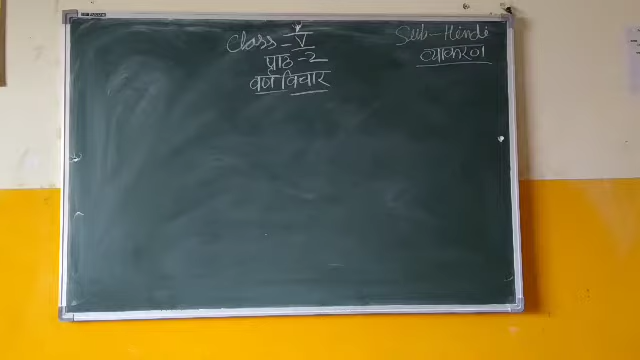 Class - V
पाठ - 2
वर्ण विचार
Sub - Hindi
व्याकरण